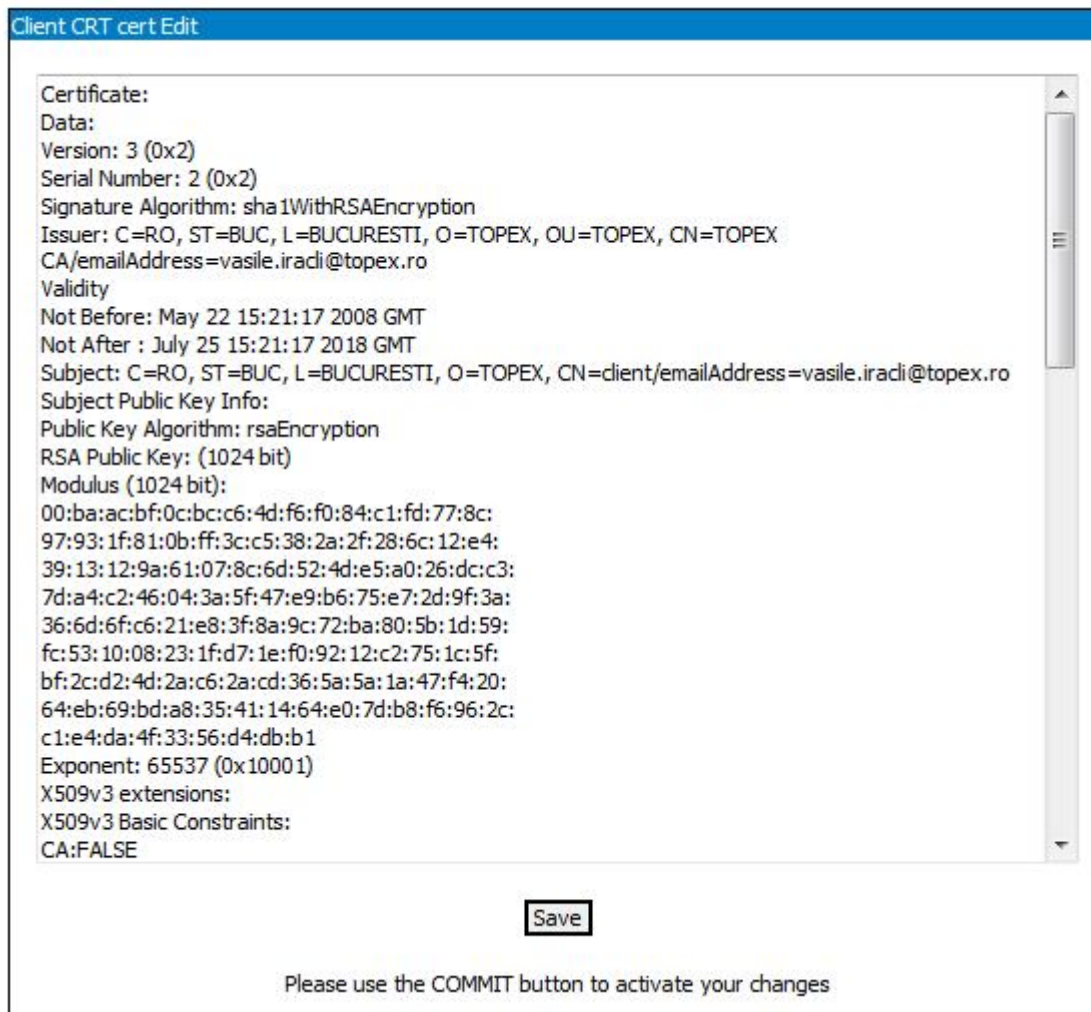 Client CRT cert Edit
Certificate:
Data:
Version: 3 (0x2)
Serial Number: 2 (0x2)
Signature Algorithm: sha1WithRSAEncryption
Issuer: C=RO, ST=BUC, L=BUCURESTI, O=TOPEX, OU=TOPEX, CN=TOPEX
CA/emailAddress=vasile.iracli@topex.ro
Validity
Not Before: May 22 15:21:17 2008 GMT
Not After : July 25 15:21:17 2018 GMT
Subject: C=RO, ST=BUC, L=BUCURESTI, O=TOPEX, CN=client/emailAddress=vasile.iracli@topex.ro
Subject Public Key Info:
Public Key Algorithm: rsaEncryption
RSA Public Key: (1024 bit)
Modulus (1024 bit):
00:ba:ac:bf:0c:bc:c6:4d:f6:f0:84:c1:fd:77:8c:
97:93:1f:81:0b:ff:3c:c5:38:2a:2f:28:6c:12:e4:
39:13:12:9a:61:07:8c:6d:52:4d:e5:a0:26:dc:c3:
7d:a4:c2:46:04:3a:5f:47:e9:b6:75:e7:2d:9f:3a:
36:6d:6f:c6:21:e8:3f:8a:9c:72:ba:80:5b:1d:59:
fc:53:10:08:23:1f:d7:1e:f0:92:12:c2:75:1c:5f:
bf:2c:d2:4d:2a:c6:2a:cd:36:5a:5a:1a:47:f4:20:
64:eb:69:bd:a8:35:41:14:64:e0:7d:b8:f6:96:2c:
c1:e4:da:4f:33:56:d4:db:b1
Exponent: 65537 (0x10001)
X509v3 extensions:
X509v3 Basic Constraints:
CA:FALSE
Save
Please use the COMMIT button to activate your changes